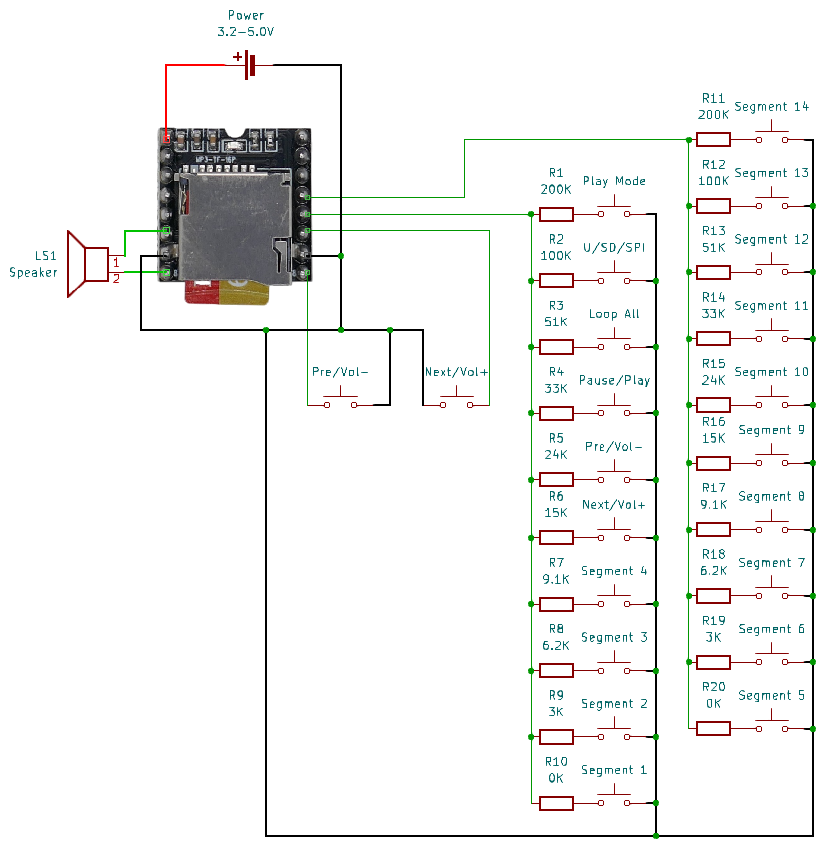 Power
3.2-5.0V
+
MP3-TF-16P
LS1
Speaker
1
2
Pre/Vol-
Next/Vol+
R1
200K
Play Mode
R2
100K
U/SD/SPI
R3
51K
Loop All
R4
33K
Pause/Play
R5
24K
Pre/Vol-
R6
15K
Next/Vol+
R7
9.1K
Segment 4
R8
6.2K
Segment 3
R9
3K
Segment 2
R10
0K
Segment 1
R11
200K
Segment 14
R12
100K
Segment 13
R13
51K
Segment 12
R14
33K
Segment 11
R15
24K
Segment 10
R16
15K
Segment 9
R17
9.1K
Segment 8
R18
6.2K
Segment 7
R19
3K
Segment 6
R20
0K
Segment 5